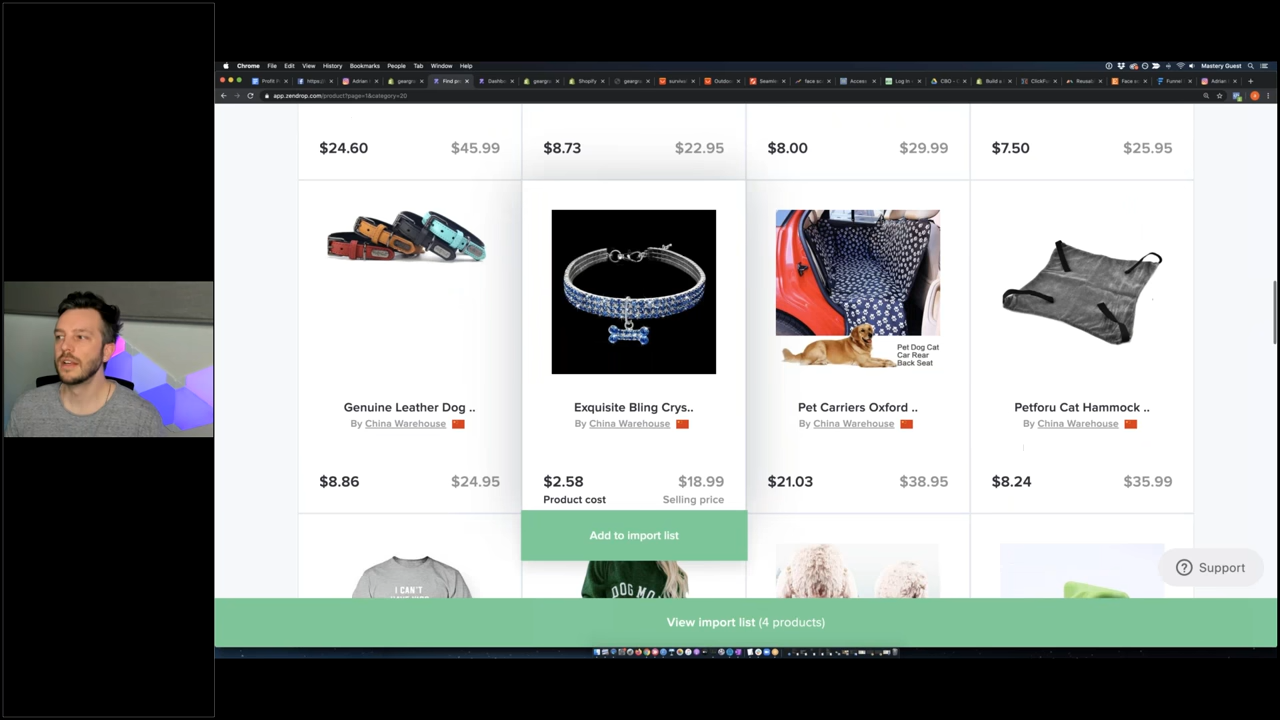 Chrome File Edit View History Bookmarks People Tab Window Help
Mastery Guest
app.zendrop.com/product?page=1&category=20
$24.60 $45.99 $8.73 $22.95 $8.00 $29.99 $7.50 $25.95
Pet Dog Cat
Car Rear
Back Seat
Genuine Leather Dog .. Exquisite Bling Crys.. Pet Carriers Oxford .. Petforu Cat Hammock ..
By China Warehouse By China Warehouse By China Warehouse By China Warehouse
$8.86 $24.95 $2.58 $18.99 $21.03 $38.95 $8.24 $35.99
Product cost Selling price
Add to import list
I CAN'T
DOG MOM
Support
View import list (4 products)